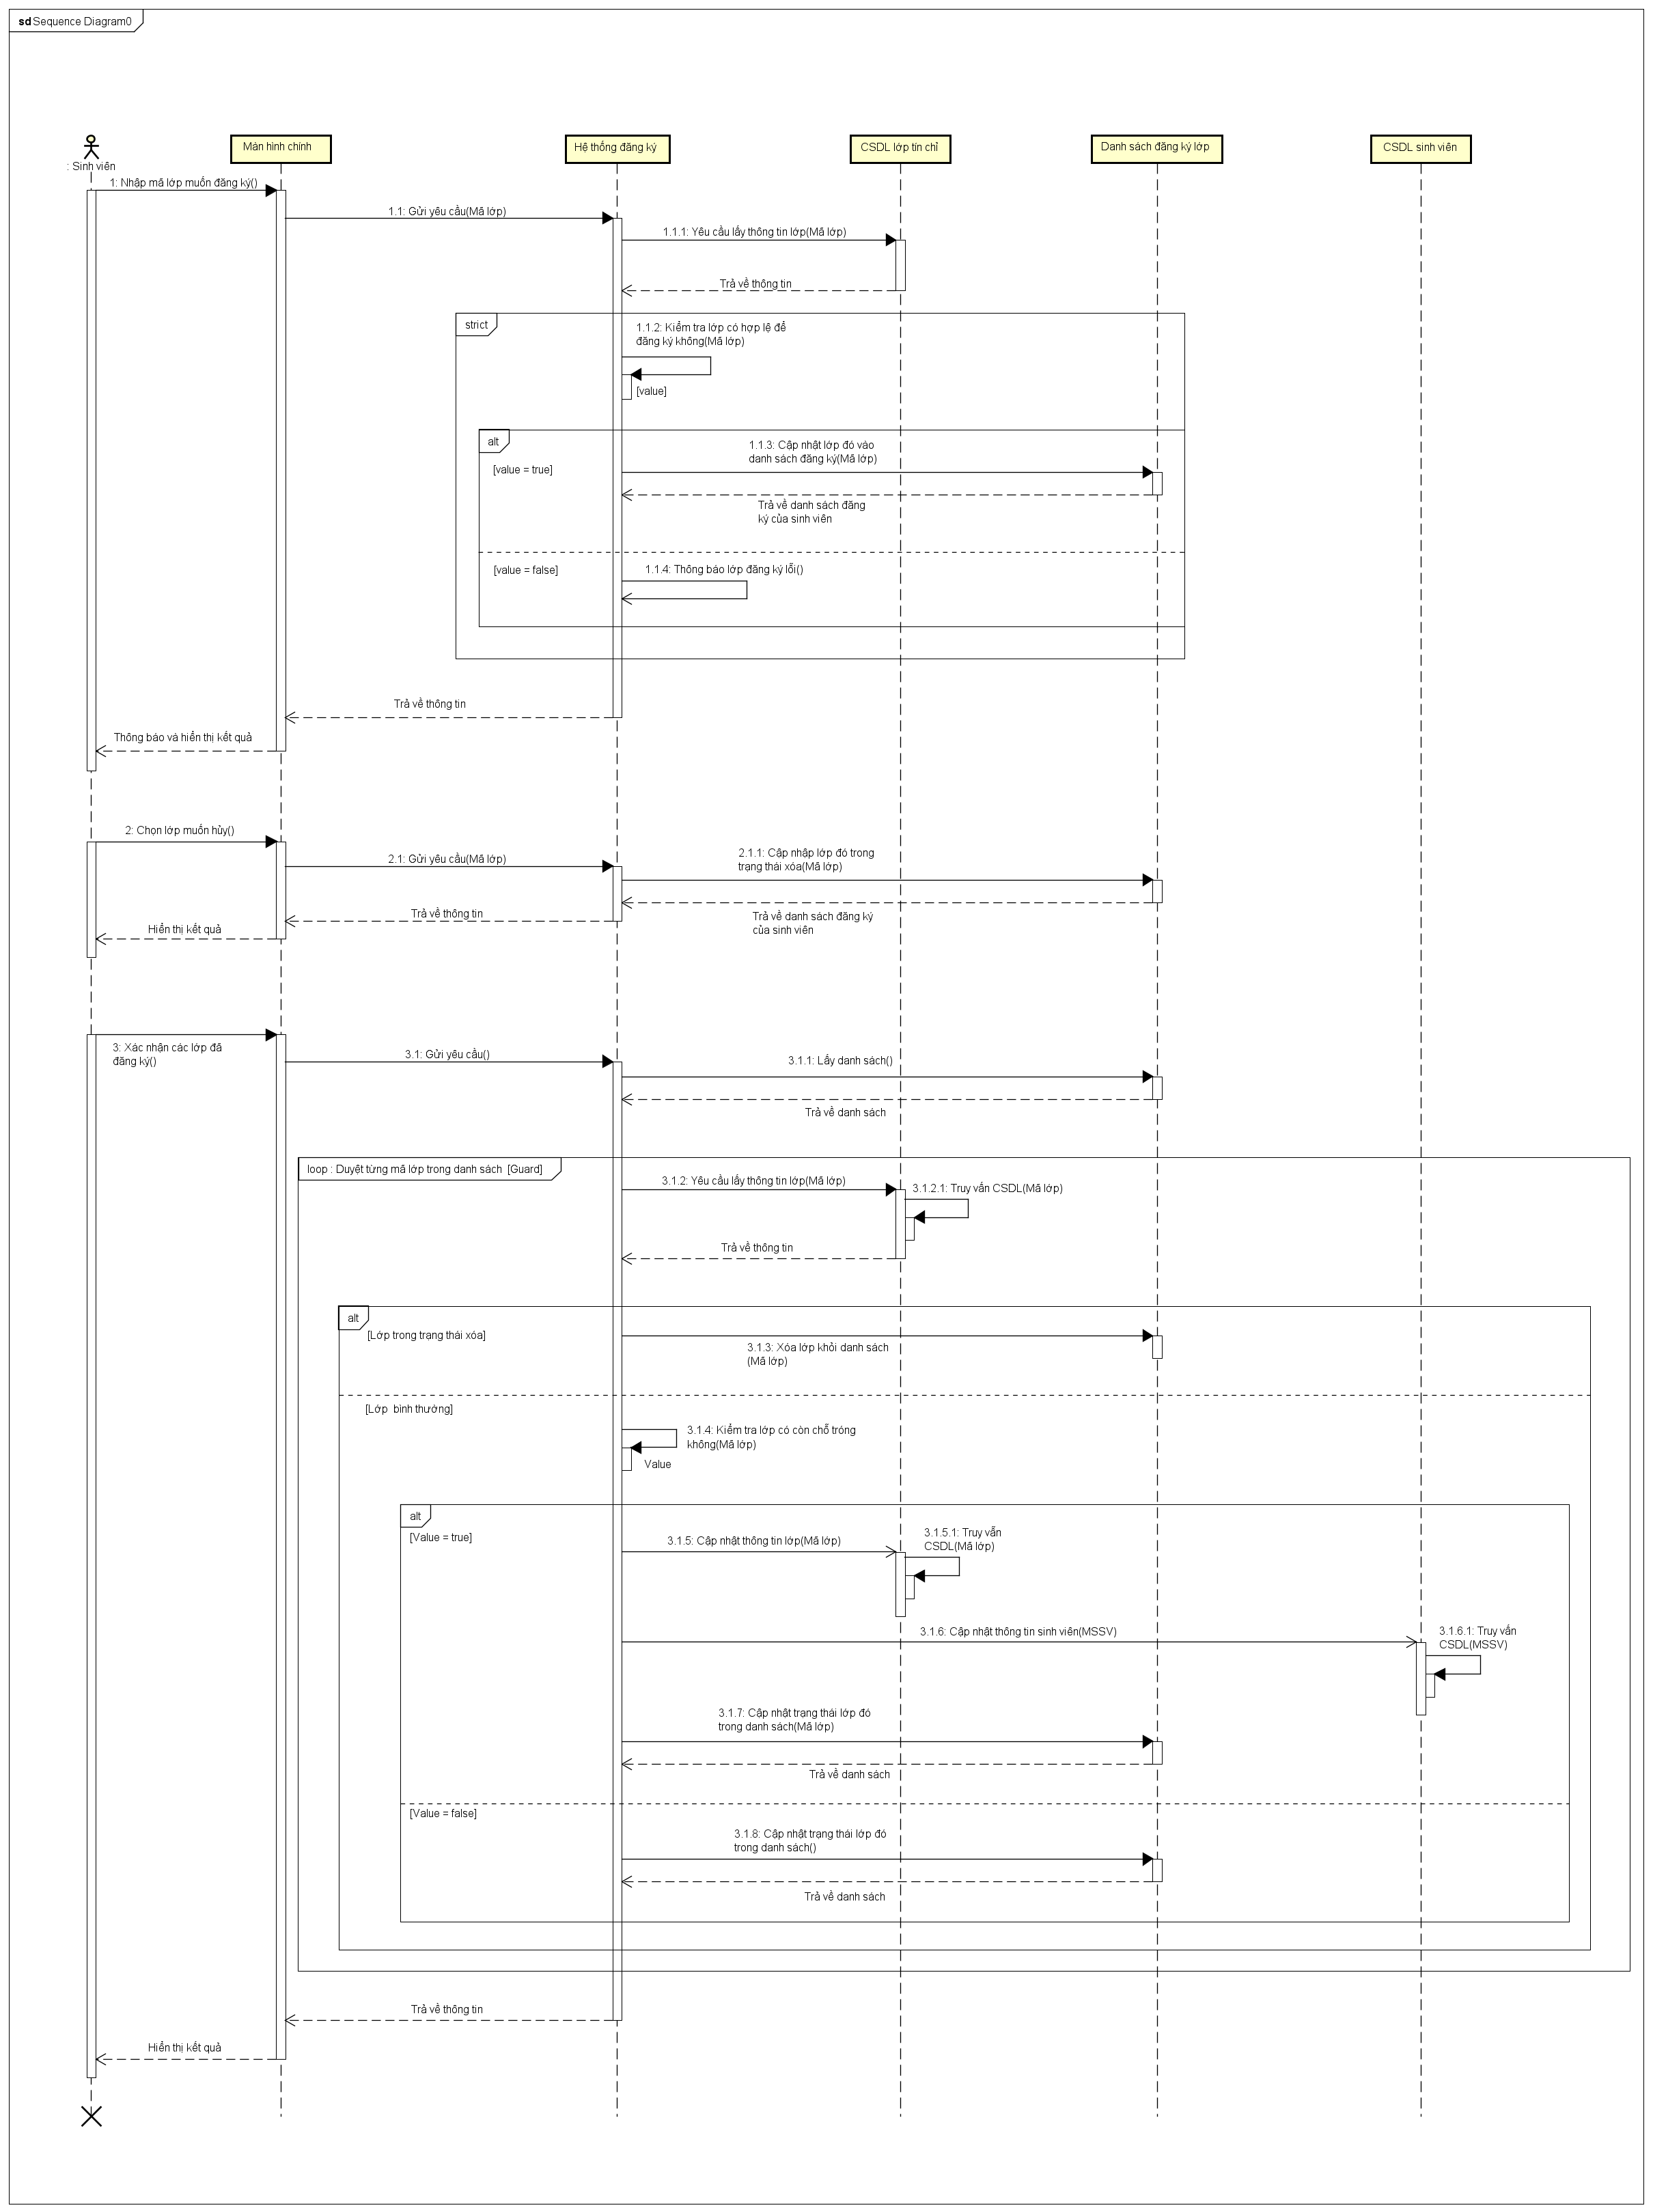 sd Sequence Diagram0
: Sinh viên
Màn hình chính
Hệ thống đăng ký
CSDL lớp tín chỉ
Danh sách đăng ký lớp
CSDL sinh viên
1: Nhập mã lớp muốn đăng ký()
1.1: Gửi yêu cầu(Mã lớp)
1.1.1: Yêu cầu lấy thông tin lớp(Mã lớp)
Trả về thông tin
strict
1.1.2: Kiểm tra lớp có hợp lệ để
đăng ký không(Mã lớp)
[value]
alt
1.1.3: Cập nhật lớp đó vào
danh sách đăng ký(Mã lớp)
[value = true]
Trả về danh sách đăng
ký của sinh viên
[value = false]
1.1.4: Thông báo lớp đăng ký lỗi()
Trả về thông tin
Thông báo và hiển thị kết quả
2: Chọn lớp muốn hủy()
2.1: Gửi yêu cầu(Mã lớp)
2.1.1: Cập nhập lớp đó trong
trạng thái xóa(Mã lớp)
Trả về thông tin
Trả về danh sách đăng ký
của sinh viên
Hiển thị kết quả
3: Xác nhận các lớp đã
đăng ký()
3.1: Gửi yêu cầu()
3.1.1: Lấy danh sách()
Trả về danh sách
loop : Duyệt từng mã lớp trong danh sách [Guard]
3.1.2: Yêu cầu lấy thông tin lớp(Mã lớp)
3.1.2.1: Truy vấn CSDL(Mã lớp)
Trả về thông tin
alt
[Lớp trong trạng thái xóa]
3.1.3: Xóa lớp khỏi danh sách
(Mã lớp)
[Lớp  bình thường]
3.1.4: Kiểm tra lớp có còn chỗ tróng
không(Mã lớp)
Value
alt
[Value = true]
3.1.5: Cập nhật thông tin lớp(Mã lớp)
3.1.5.1: Truy vấn
CSDL(Mã lớp)
3.1.6: Cập nhật thông tin sinh viên(MSSV)
3.1.6.1: Truy vấn
CSDL(MSSV)
3.1.7: Cập nhật trạng thái lớp đó
trong danh sách(Mã lớp)
Trả về danh sách
[Value = false]
3.1.8: Cập nhật trạng thái lớp đó
trong danh sách()
Trả về danh sách
Trả về thông tin
Hiển thị kết quả